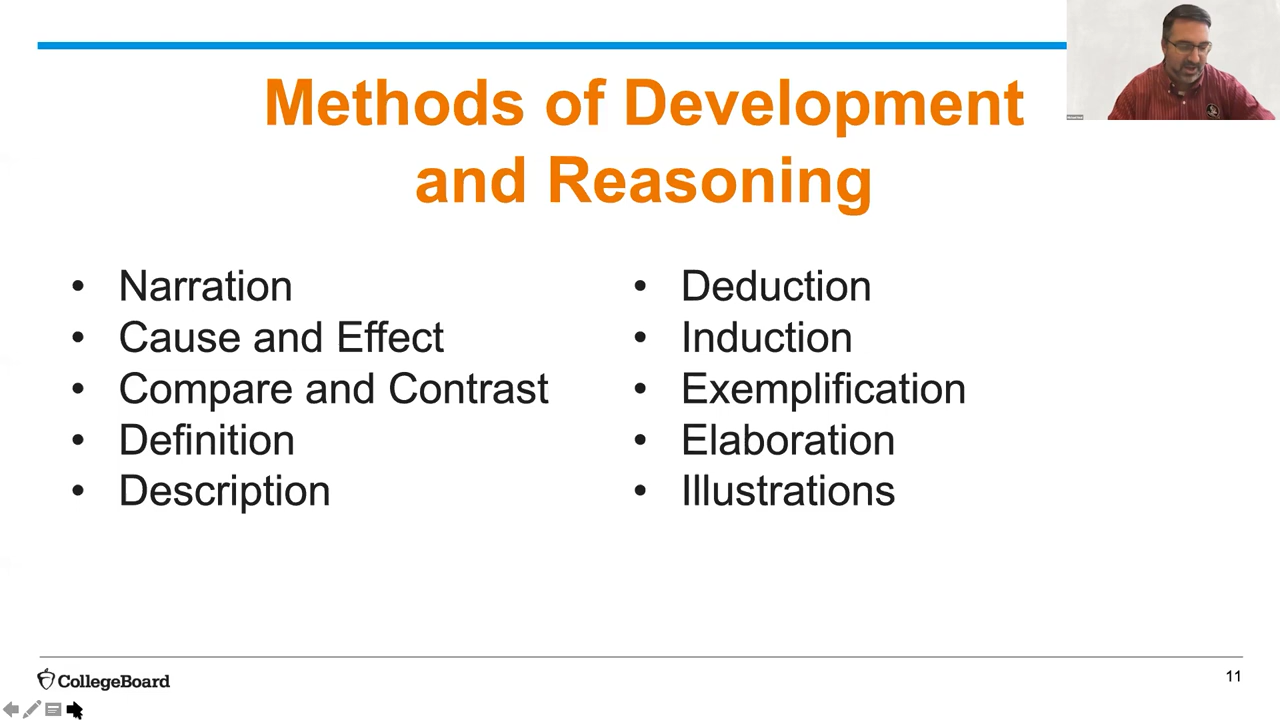 Methods of Development
and Reasoning
• Narration
• Cause and Effect
• Compare and Contrast
• Definition
• Description
• Deduction
• Induction
• Exemplification
• Elaboration
• Illustrations
CollegeBoard
11